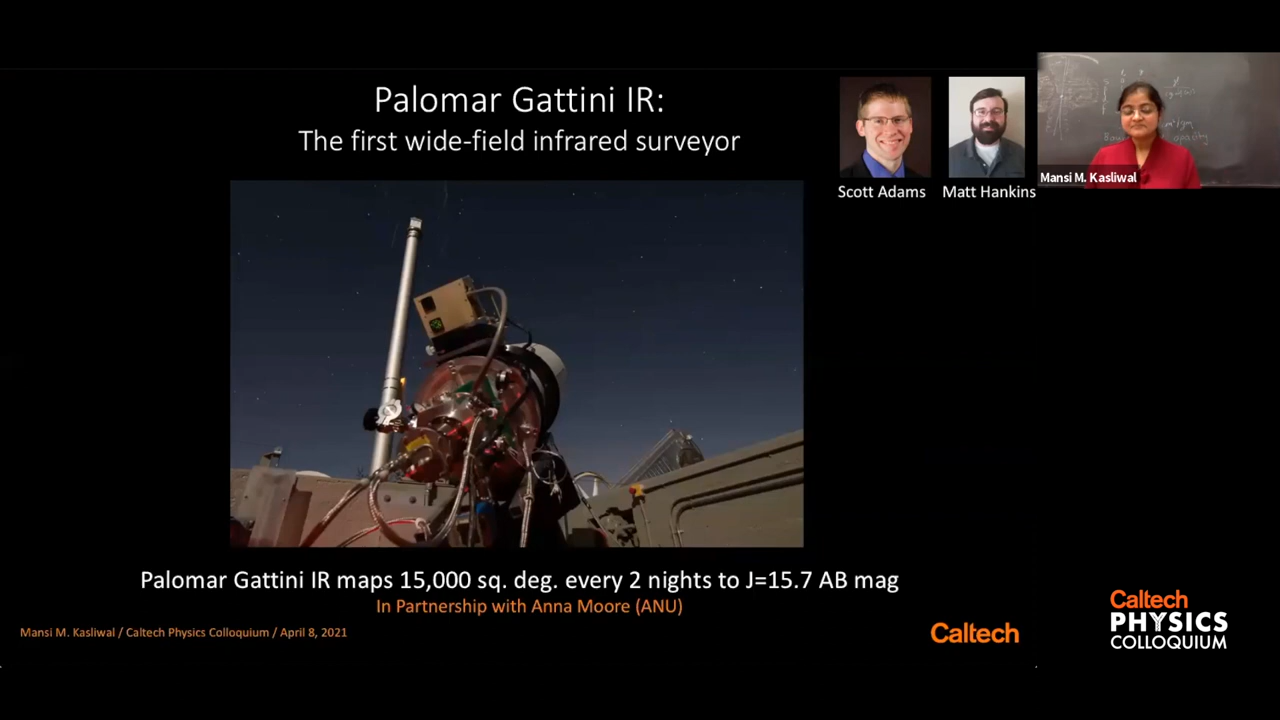 Palomar Gattini IR:
The first wide-field infrared surveyor
Scott Adams
Matt Hankins
Mansi M. Kasliwal
Palomar Gattini IR maps 15,000 sq. deg. every 2 nights to J=15.7 AB mag
In Partnership with Anna Moore (ANU)
Mansi M. Kasliwal / Caltech Physics Colloquium / April 8, 2021
Caltech
Caltech
PHYSICS
COLLOQUIUM